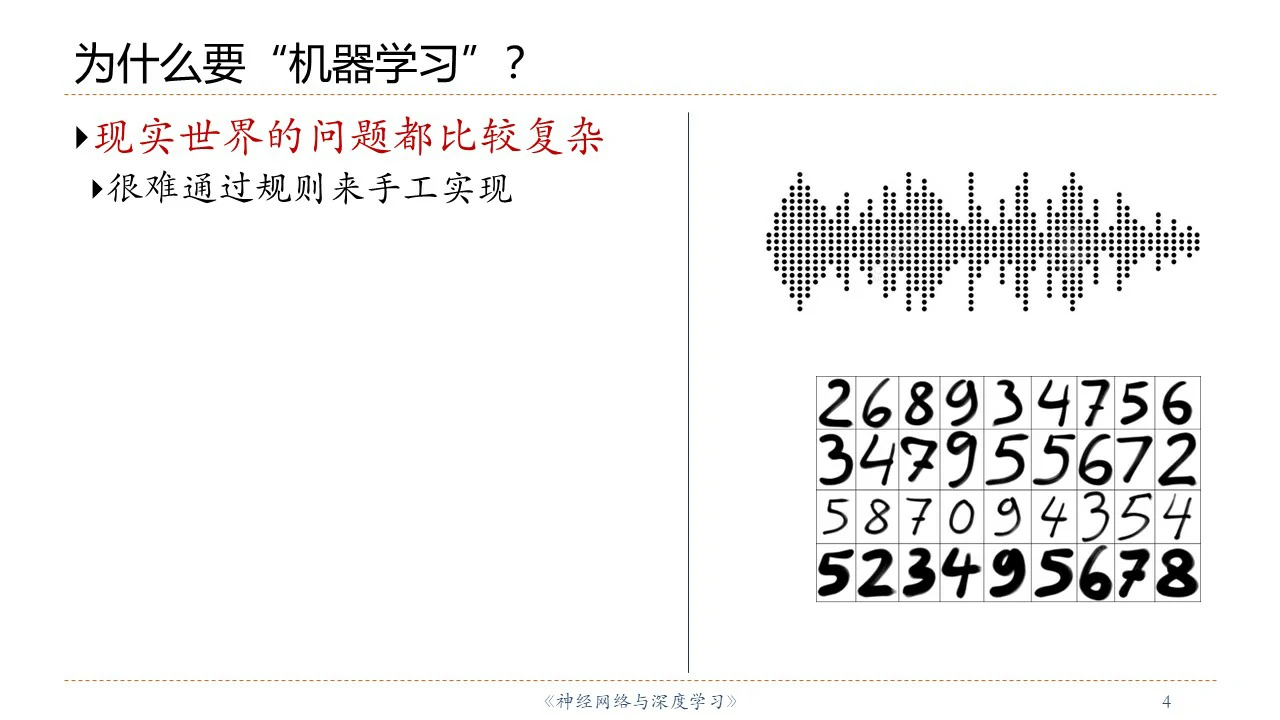 为什么要“机器学习”？
现实世界的问题都比较复杂
很难通过规则来手工实现
2 6 8 9 3 4 7 5 6
3 4 7 9 5 5 6 7 2
5 8 7 0 9 4 3 5 4
5 2 3 4 9 5 6 7 8
《神经网络与深度学习》
4